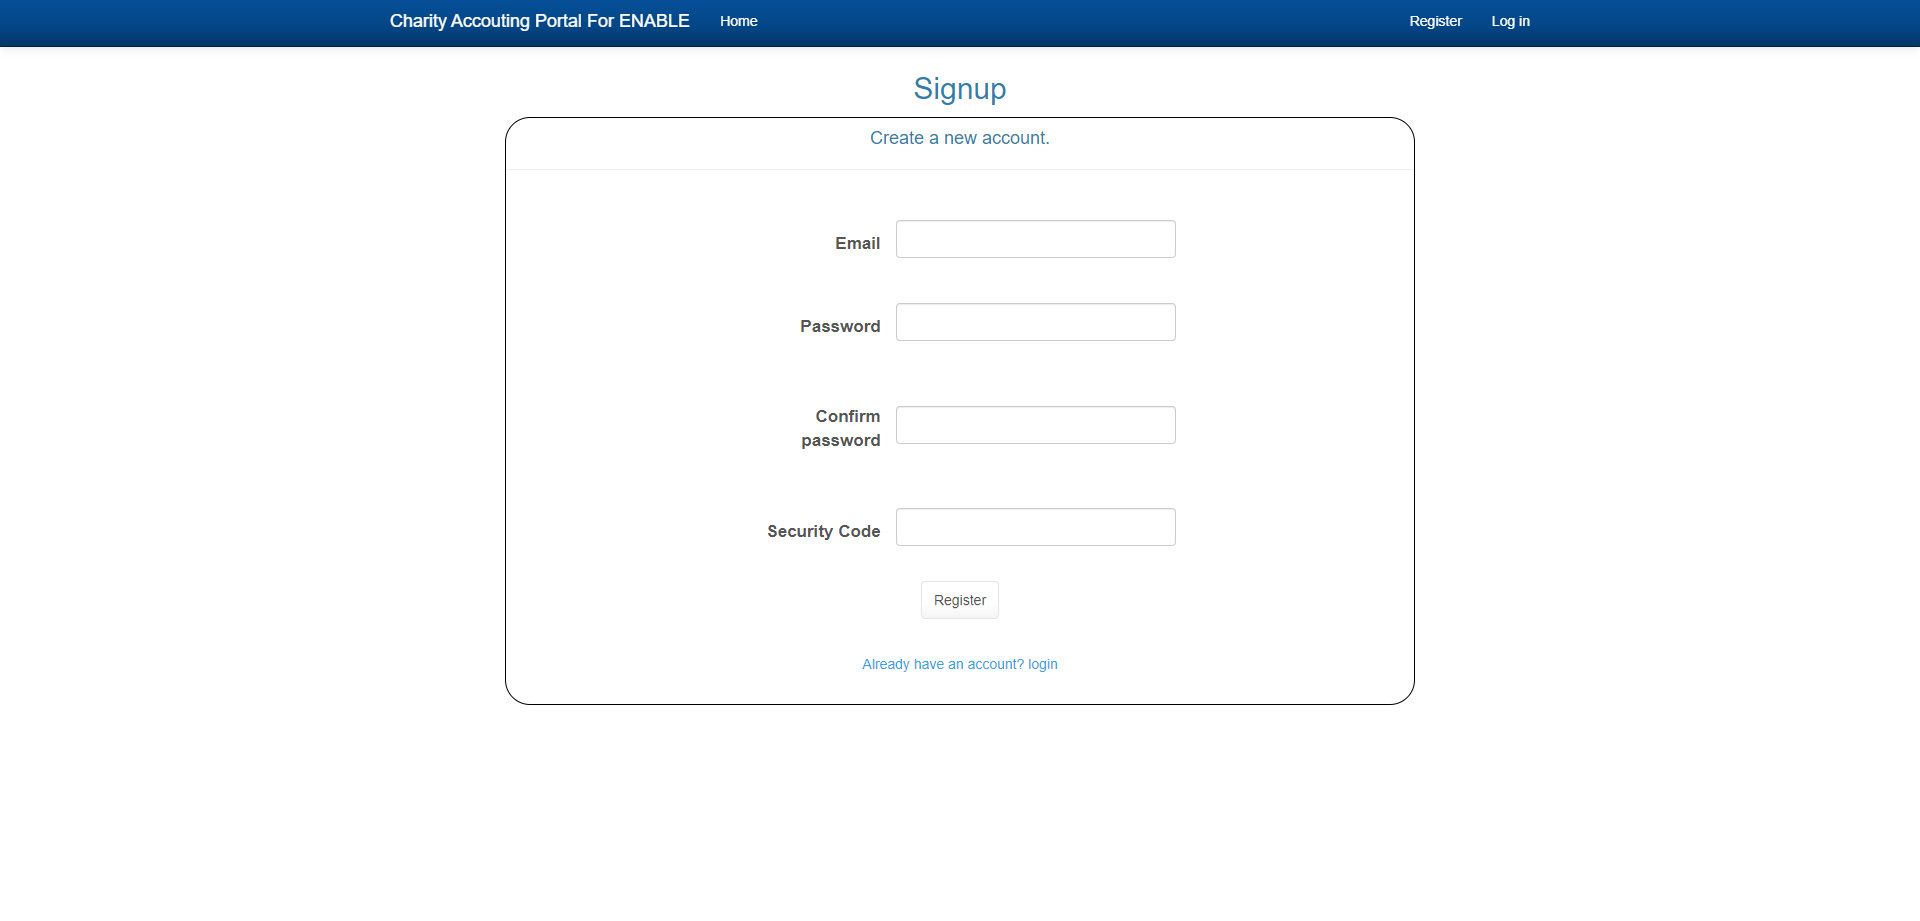 Charity Accouting Portal For ENABLE Home Register Log in
Signup
Create a new account.
Email
Password
Confirm
password
Security Code
Register
Already have an account? login